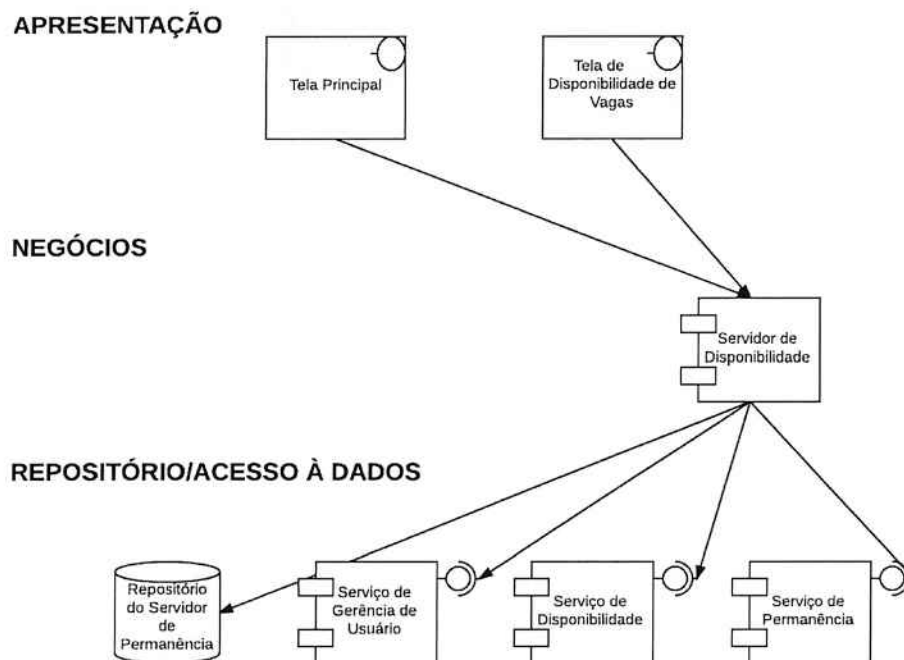 APRESENTAÇÃO
Tela Principal
Tela de
Disponibilidade de
Vagas
NEGÓCIOS
Servidor de
Disponibilidade
REPOSITÓRIO/ACESSO À DADOS
Repositório
do Servidor
de
Permanência
Serviço de
Gerência de
Usuário
Serviço de
Disponibilidade
Serviço de
Permanência